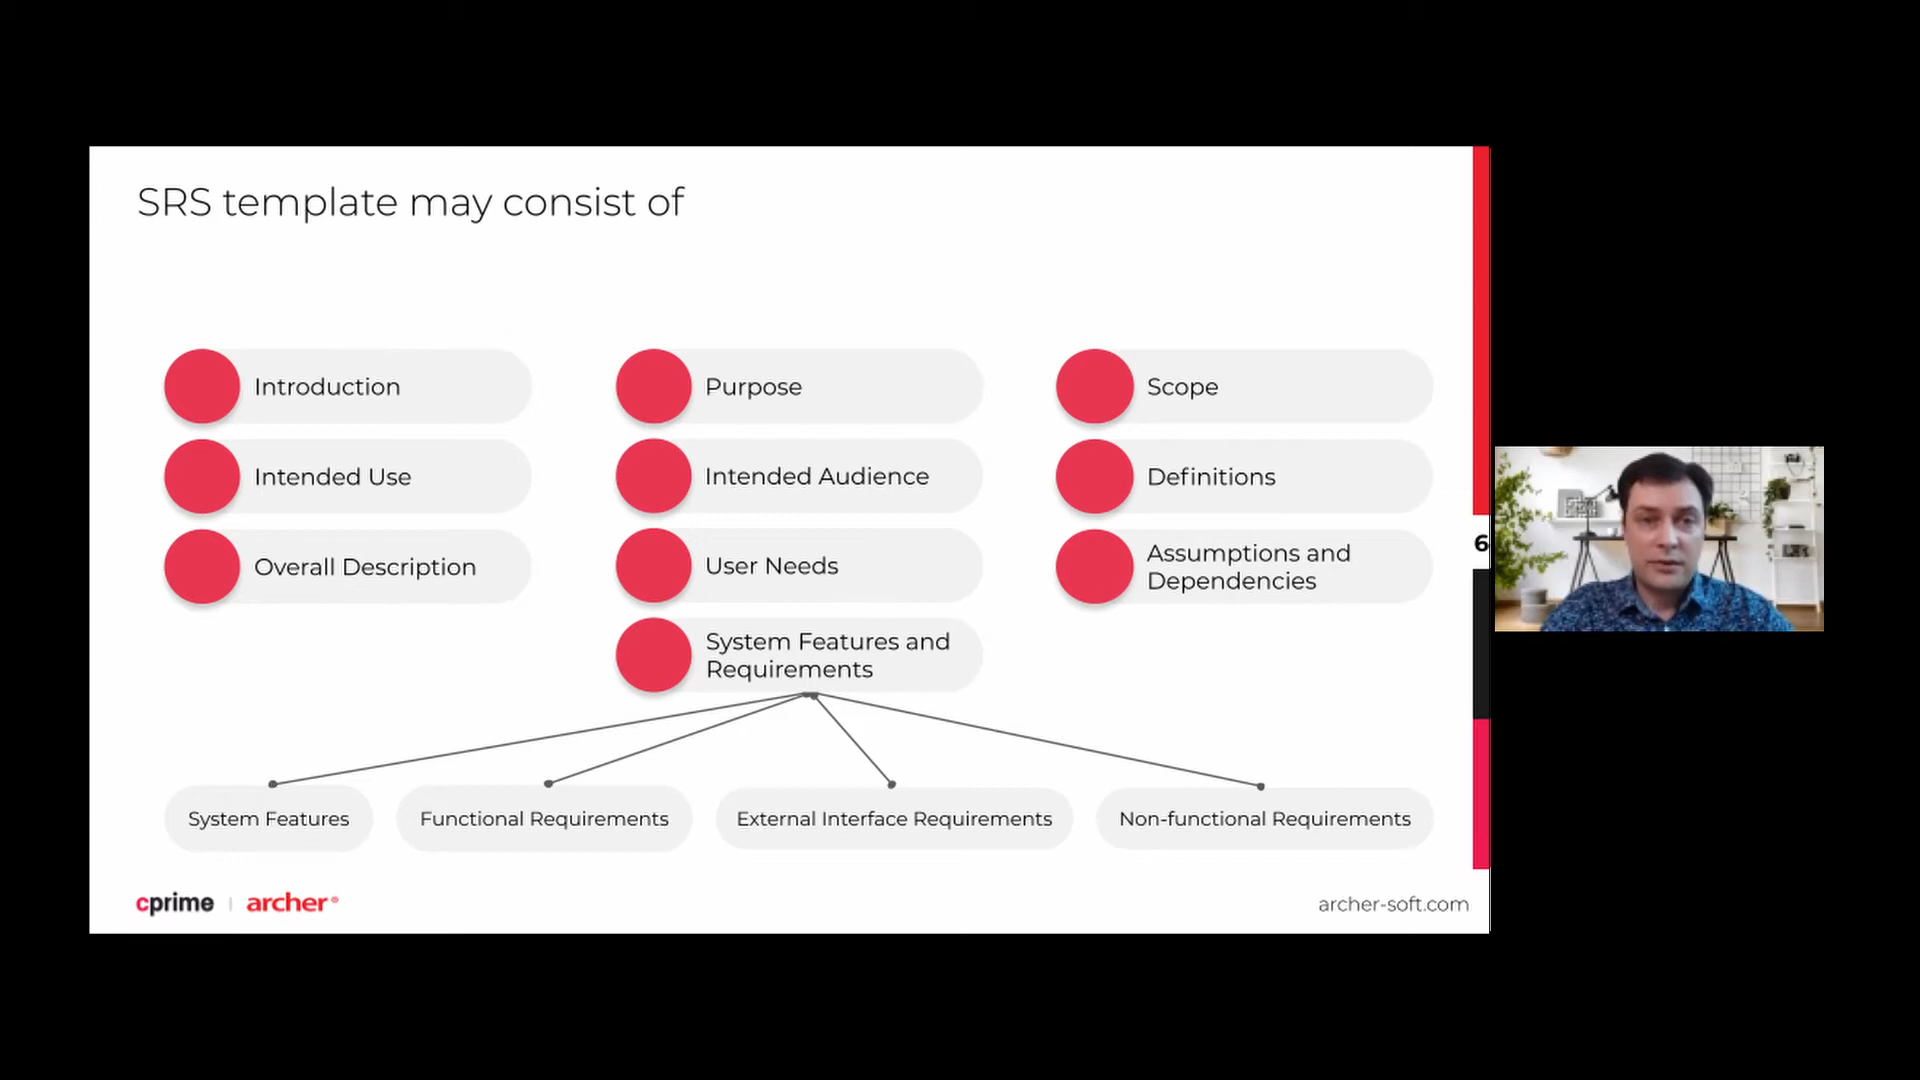 SRS template may consist of
Introduction
Purpose
Scope
Intended Use
Intended Audience
Definitions
Overall Description
User Needs
Assumptions and
Dependencies
System Features and
Requirements
System Features
Functional Requirements
External Interface Requirements
Non-functional Requirements
6
cprime | archer
archer-soft.com